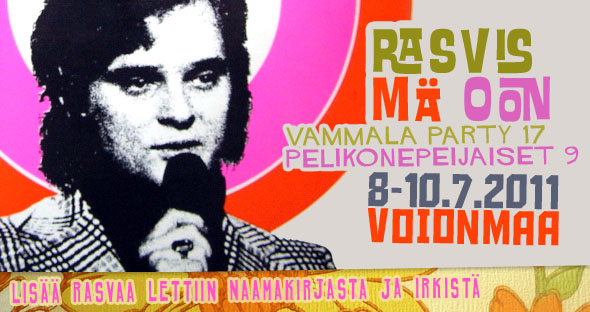 RASVIS
MÄ OON
VAMMALA PARTY 17
PELIKONEPEIJAISET 9
8-10.7.2011
VOIONMAA
LISÄÄ RASVAA LETTIIN NAAMAKIRJASTA JA IRKISTÄ